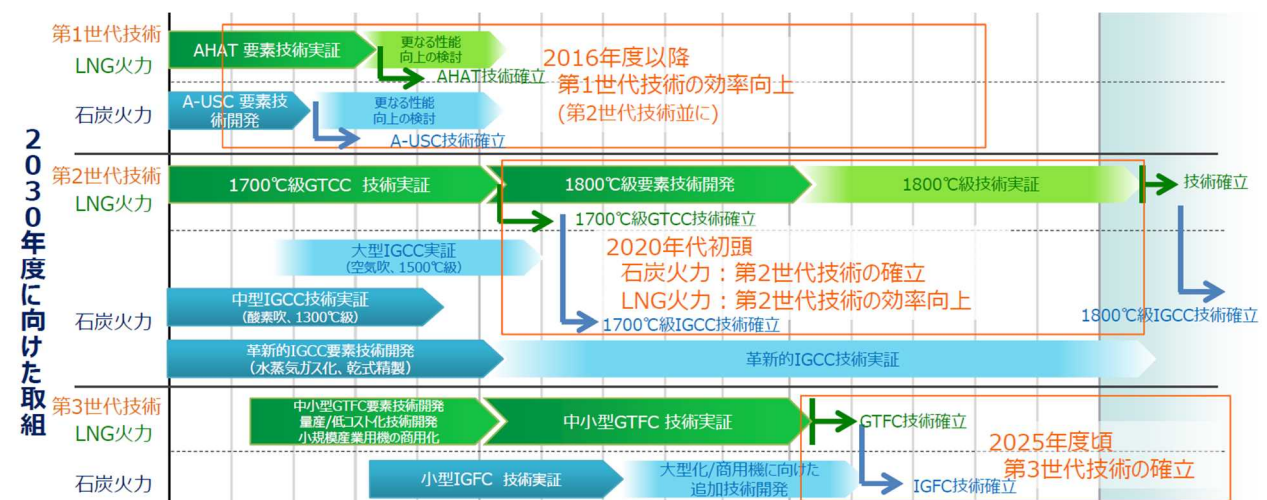 2030年度に向けた取組
第1世代技術
LNG火力
AHAT 要素技術実証
更なる性能
向上の検討
AHAT技術確立
2016年度以降
第1世代技術の効率向上
(第2世代技術並に)
石炭火力
A-USC 要素技
術開発
更なる性能
向上の検討
A-USC技術確立
第2世代技術
LNG火力
1700℃級GTCC 技術実証
1800℃級要素技術開発
1800℃級技術実証
技術確立
1700℃級GTCC技術確立
2020年代初頭
石炭火力：第2世代技術の確立
LNG火力：第2世代技術の効率向上
大型IGCC実証
(空気吹、1500℃級)
石炭火力
中型IGCC技術実証
(酸素吹、1300℃級)
1700℃級IGCC技術確立
1800℃級IGCC技術確立
革新的IGCC要素技術開発
(水蒸気ガス化、乾式精製)
革新的IGCC技術実証
第3世代技術
LNG火力
中小型GTFC要素技術開発
量産/低コスト化技術開発
小規模産業用機の商用化
中小型GTFC 技術実証
GTFC技術確立
2025年度頃
第3世代技術の確立
石炭火力
小型IGFC 技術実証
大型化/商用機に向けた
追加技術開発
IGFC技術確立